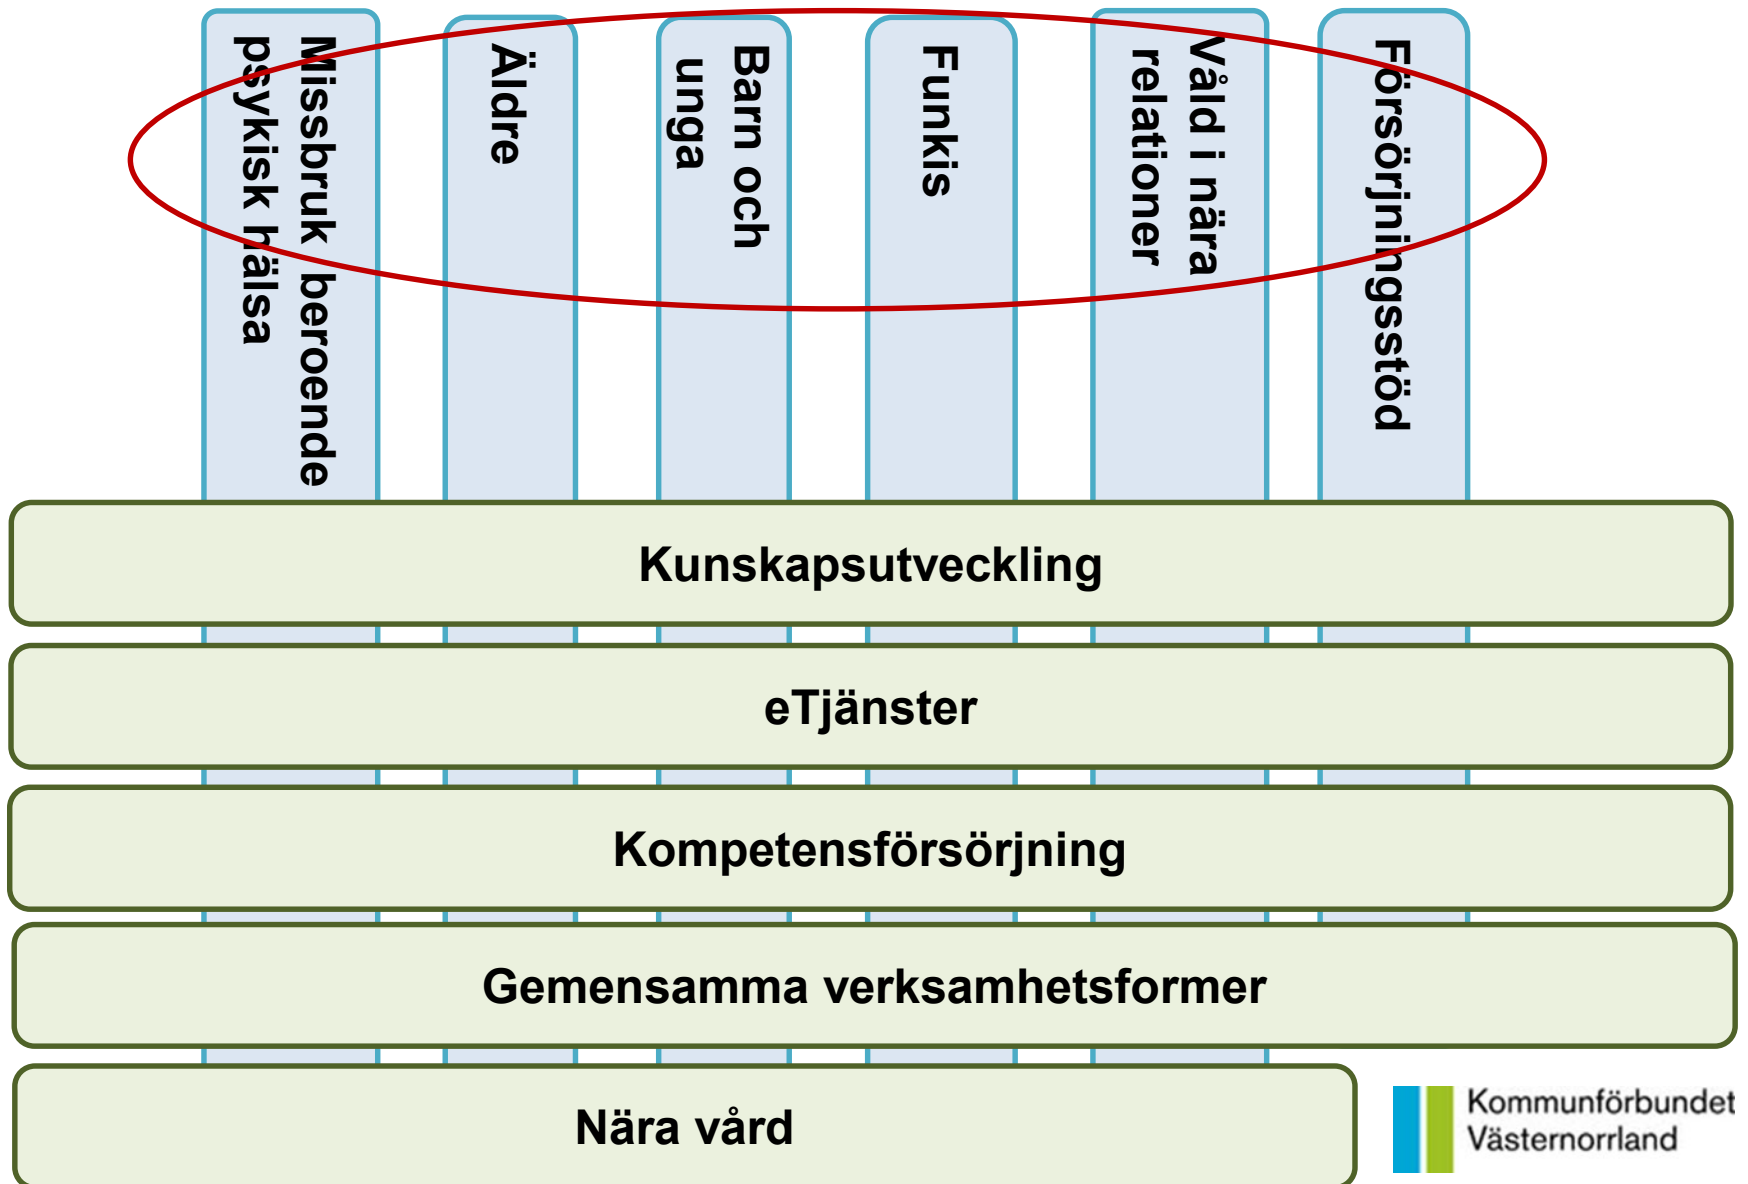 Missbruk beroende
psykisk hälsa
Äldre
Barn och
unga
Funkis
Våld i nära
relationer
Försörjningsstöd
Kunskapsutveckling
eTjänster
Kompetensförsörjning
Gemensamma verksamhetsformer
Nära vård
Kommunförbundet
Västernorrland